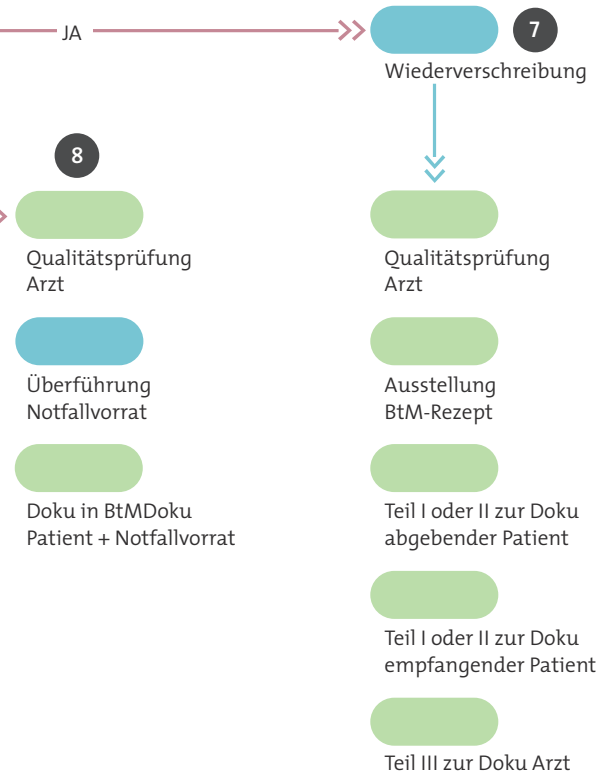 JA
7
Wiederverschreibung
8
Qualitätsprüfung
Arzt
Überführung
Notfallvorrat
Doku in BtMDoku
Patient + Notfallvorrat
Qualitätsprüfung
Arzt
Ausstellung
BtM-Rezept
Teil I oder II zur Doku
abgebender Patient
Teil I oder II zur Doku
empfangender Patient
Teil III zur Doku Arzt